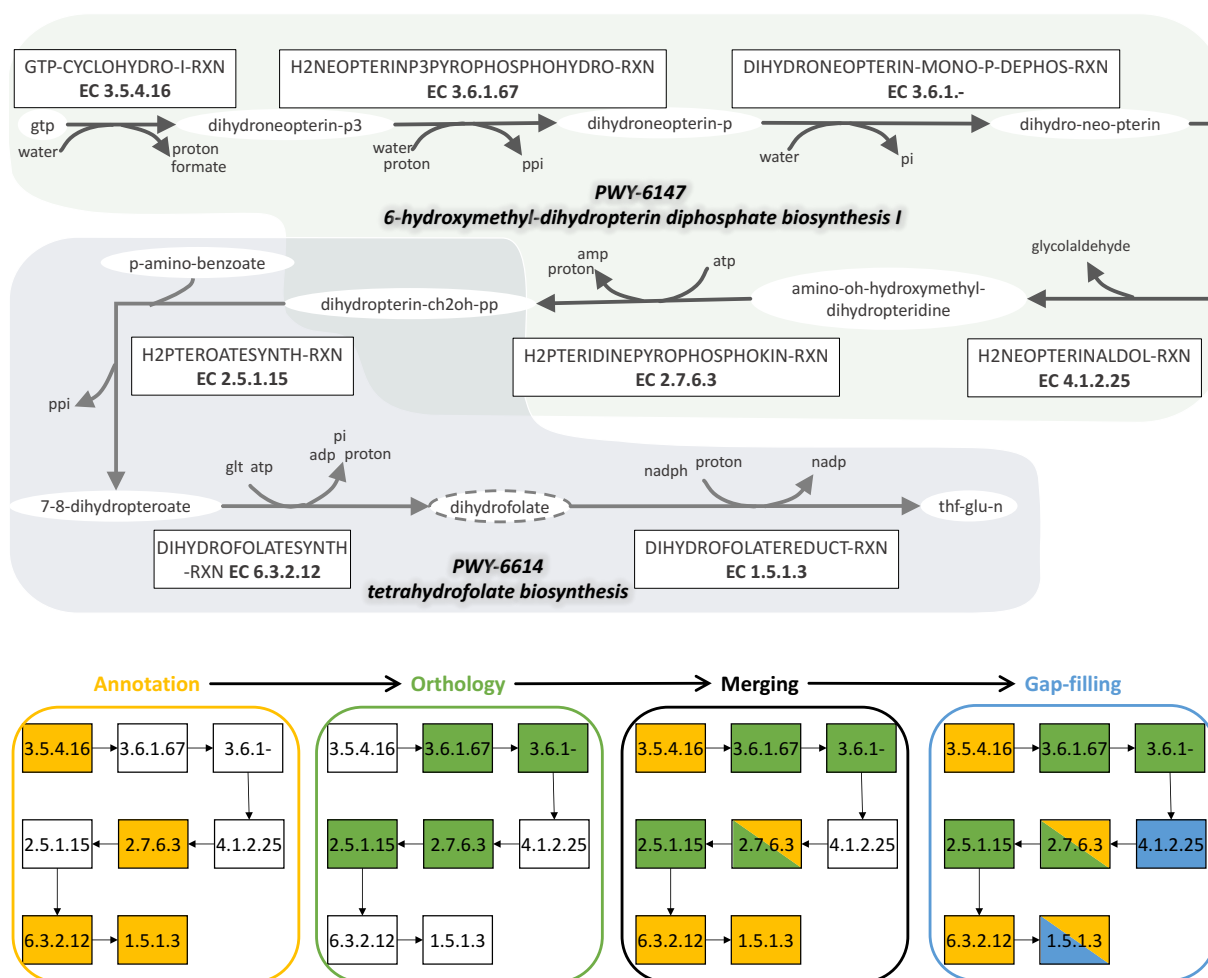 GTP-CYCLOHYDRO-I-RXN
EC 3.5.4.16
H2NEOPTERINP3PYROPHOSPHOHYDRO-RXN
EC 3.6.1.67
DIHYDRONEOPTERIN-MONO-P-DEPHOS-RXN
EC 3.6.1.-
gtp
dihydroneopterin-p3
dihydroneopterin-p
dihydro-neo-pterin
water
proton
formate
water
proton
ppi
water
pi
PWY-6147
6-hydroxymethyl-dihydropterin diphosphate biosynthesis I
p-amino-benzoate
amp
proton
atp
glycolaldehyde
dihydropterin-ch2oh-pp
amino-oh-hydroxymethyl-
dihydropteridine
H2PTEROATESYNTH-RXN
EC 2.5.1.15
H2PTERIDINEPYROPHOSPHOKIN-RXN
EC 2.7.6.3
H2NEOPTERINALDOL-RXN
EC 4.1.2.25
ppi
glt atp
pi
adp proton
nadph proton
nadp
7-8-dihydropteroate
dihydrofolate
thf-glu-n
DIHYDROFOLATESYNTH
-RXN EC 6.3.2.12
DIHYDROFOLATEREDUCT-RXN
EC 1.5.1.3
PWY-6614
tetrahydrofolate biosynthesis
Annotation
Orthology
Merging
Gap-filling
3.5.4.16 3.6.1.67 3.6.1-
2.5.1.15 2.7.6.3 4.1.2.25
6.3.2.12 1.5.1.3
3.5.4.16 3.6.1.67 3.6.1-
2.5.1.15 2.7.6.3 4.1.2.25
6.3.2.12 1.5.1.3
3.5.4.16 3.6.1.67 3.6.1-
2.5.1.15 2.7.6.3 4.1.2.25
6.3.2.12 1.5.1.3
3.5.4.16 3.6.1.67 3.6.1-
2.5.1.15 2.7.6.3 4.1.2.25
6.3.2.12 1.5.1.3